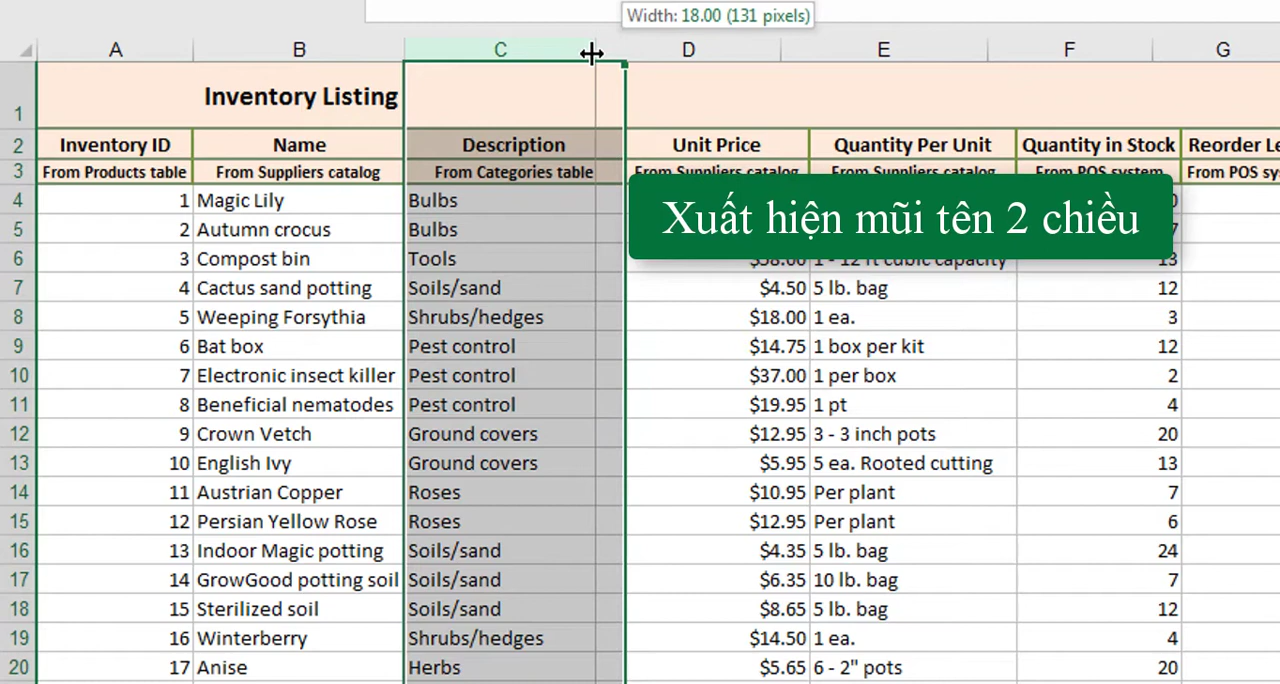 Width: 18.00 (131 pixels)
A B C D E F G
1 Inventory Listing
2 Inventory ID Name Description Unit Price Quantity Per Unit Quantity in Stock Reorder Le
3 From Products table From Suppliers catalog From Categories table From Suppliers catalog From Suppliers catalog From POS system From POS sys
Xuất hiện mũi tên 2 chiều
4 1 Magic Lily Bulbs
5 2 Autumn crocus Bulbs
6 3 Compost bin Tools $58.00 1 - 12 ft cubic capacity 13
7 4 Cactus sand potting Soils/sand $4.50 5 lb. bag 12
8 5 Weeping Forsythia Shrubs/hedges $18.00 1 ea. 3
9 6 Bat box Pest control $14.75 1 box per kit 12
10 7 Electronic insect killer Pest control $37.00 1 per box 2
11 8 Beneficial nematodes Pest control $19.95 1 pt 4
12 9 Crown Vetch Ground covers $12.95 3 - 3 inch pots 20
13 10 English Ivy Ground covers $5.95 5 ea. Rooted cutting 13
14 11 Austrian Copper Roses $10.95 Per plant 7
15 12 Persian Yellow Rose Roses $12.95 Per plant 6
16 13 Indoor Magic potting Soils/sand $4.35 5 lb. bag 24
17 14 GrowGood potting soil Soils/sand $6.35 10 lb. bag 7
18 15 Sterilized soil Soils/sand $8.65 5 lb. bag 12
19 16 Winterberry Shrubs/hedges $14.50 1 ea. 4
20 17 Anise Herbs $5.65 6 - 2" pots 20